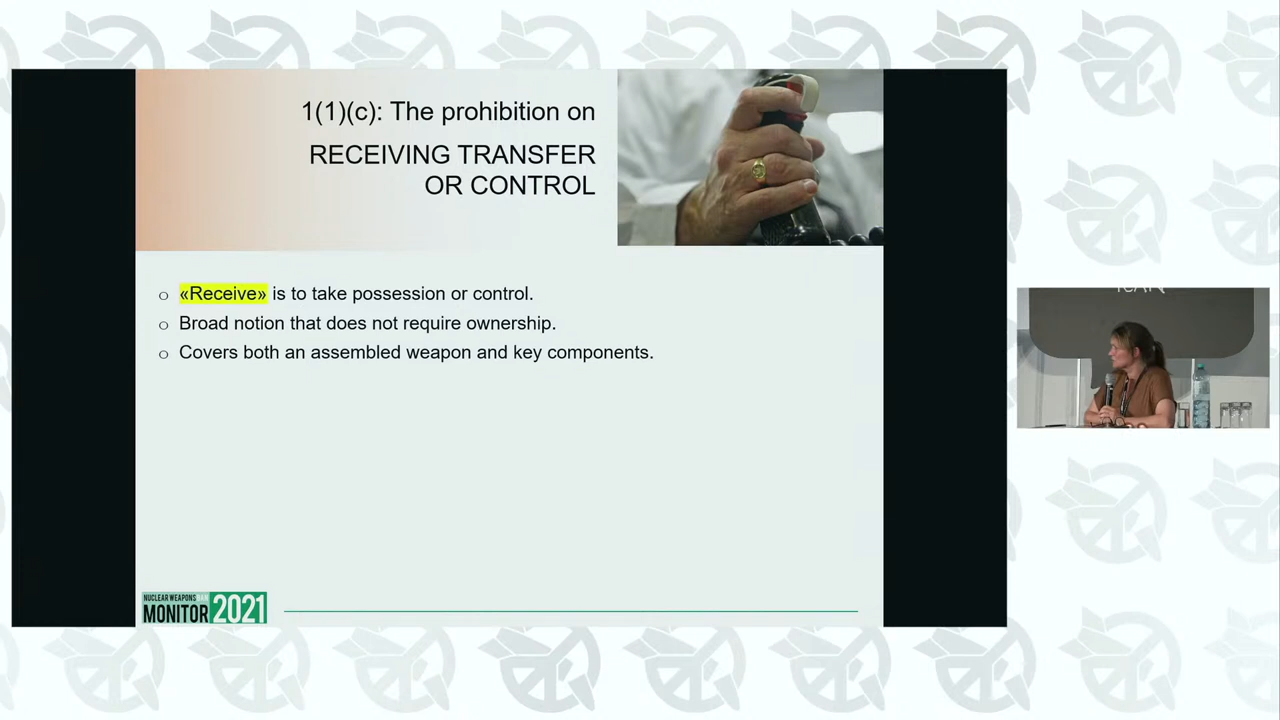 1(1)(c): The prohibition on
RECEIVING TRANSFER
OR CONTROL
«Receive» is to take possession or control.
Broad notion that does not require ownership.
Covers both an assembled weapon and key components.
NUCLEAR WEAPONS BAN
MONITOR 2021
ICAN